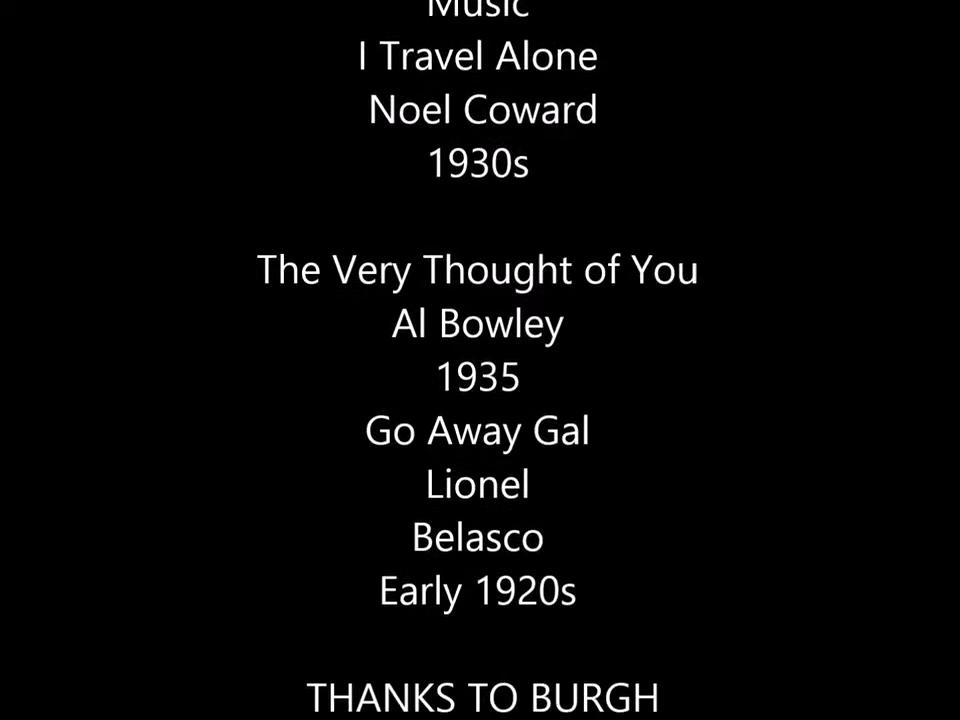 Music
I Travel Alone
Noel Coward
1930s
The Very Thought of You
Al Bowley
1935
Go Away Gal
Lionel
Belasco
Early 1920s
THANKS TO BURGH